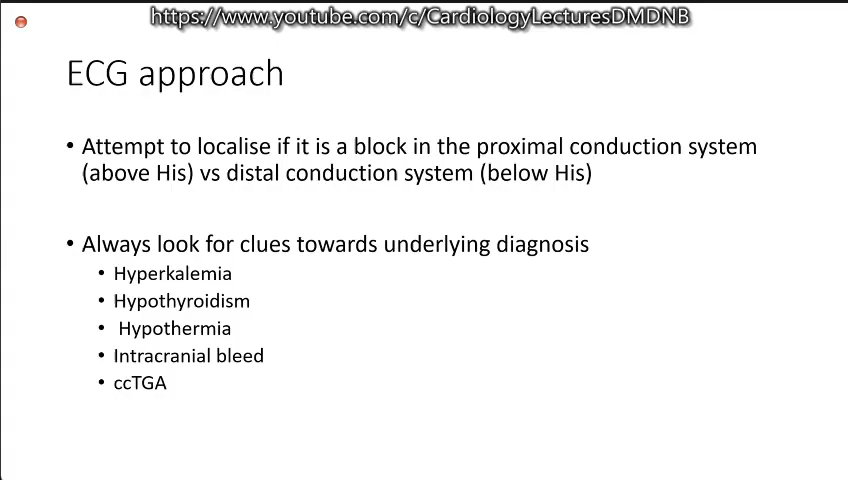 https://www.youtube.com/c/CardiologyLecturesDMDNB
ECG approach
• Attempt to localise if it is a block in the proximal conduction system
(above His) vs distal conduction system (below His)
• Always look for clues towards underlying diagnosis
• Hyperkalemia
• Hypothyroidism
• Hypothermia
• Intracranial bleed
• ccTGA